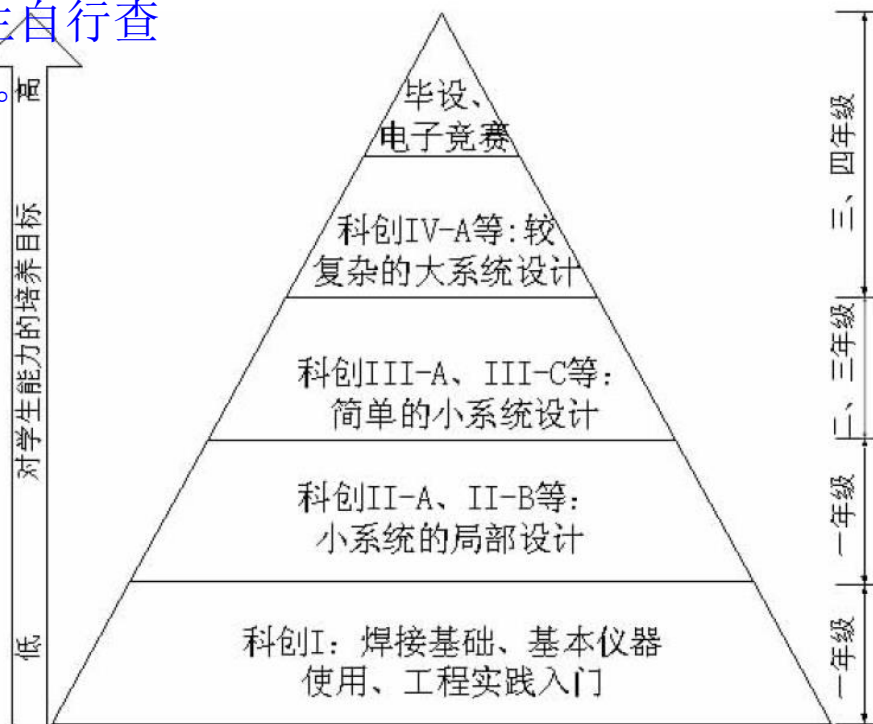 生自行查
。
高
对学生能力的培养目标
低
毕设、
电子竞赛
科创IV-A等:较
复杂的大系统设计
科创III-A、III-C等:
简单的小系统设计
科创II-A、II-B等:
小系统的局部设计
科创I: 焊接基础、基本仪器
使用、工程实践入门
三、四年级
二、三年级
一年级
一年级